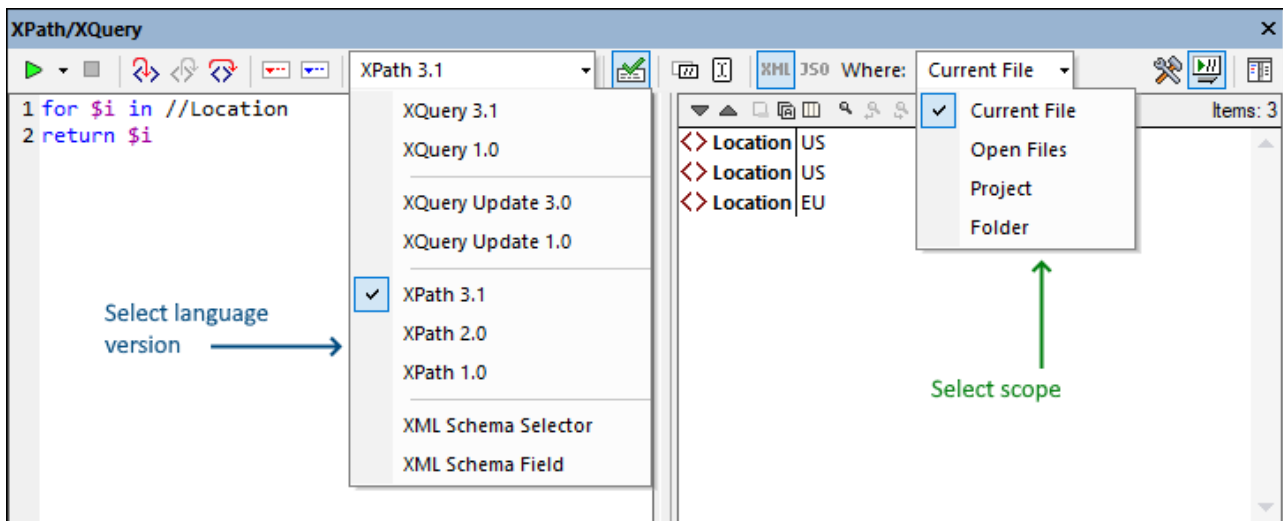 XPath/XQuery
XPath 3.1
XML JSO Where: Current File
1 for $i in //Location
2 return $i
XQuery 3.1
XQuery 1.0
XQuery Update 3.0
XQuery Update 1.0
XPath 3.1
XPath 2.0
XPath 1.0
XML Schema Selector
XML Schema Field
Select language
version
Items: 3
Location US
Location US
Location EU
Current File
Open Files
Project
Folder
Select scope